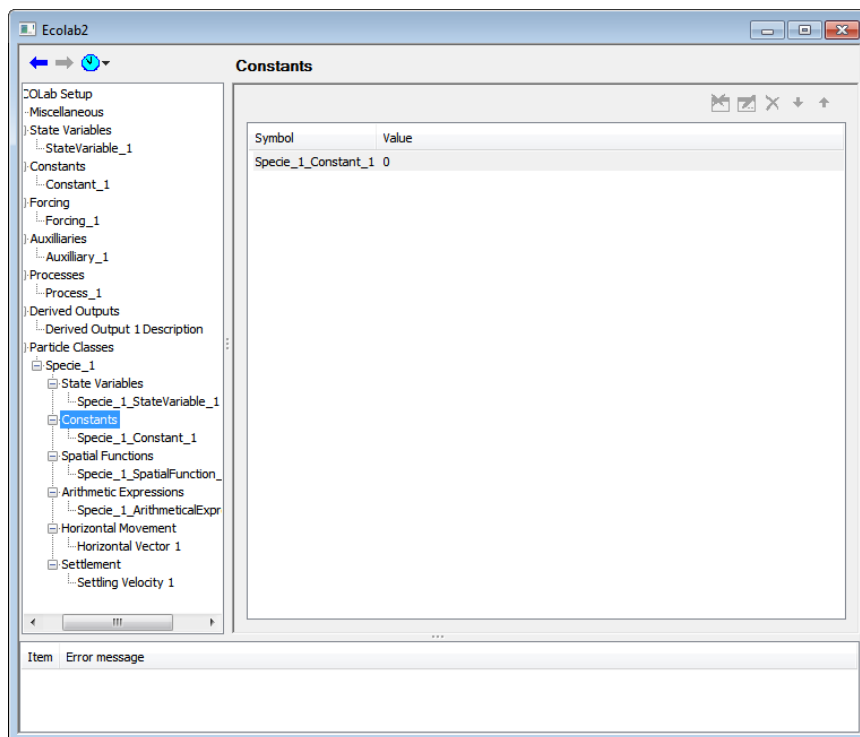 Ecolab2
Constants
COLab Setup
Miscellaneous
State Variables
StateVariable_1
Constants
Constant_1
Forcing
Forcing_1
Auxilliaries
Auxilliary_1
Processes
Process_1
Derived Outputs
Derived Output 1 Description
Particle Classes
Specie_1
State Variables
Specie_1_StateVariable_1
Constants
Specie_1_Constant_1
Spatial Functions
Specie_1_SpatialFunction_
Arithmetic Expressions
Specie_1_ArithmeticalExpr
Horizontal Movement
Horizontal Vector 1
Settlement
Settling Velocity 1
Symbol Value
Specie_1_Constant_1 0
Item Error message